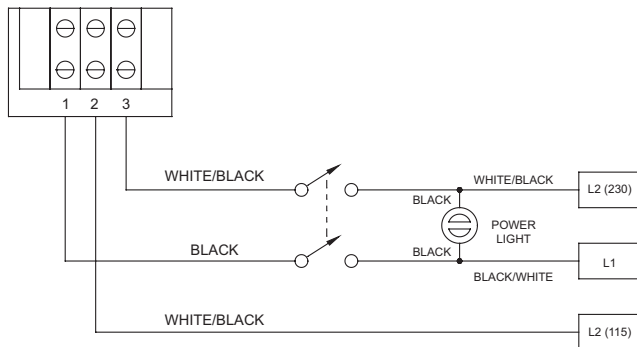 1 2 3
WHITE/BLACK
WHITE/BLACK
L2 (230)
BLACK
POWER
LIGHT
BLACK
BLACK
L1
BLACK/WHITE
WHITE/BLACK
L2 (115)